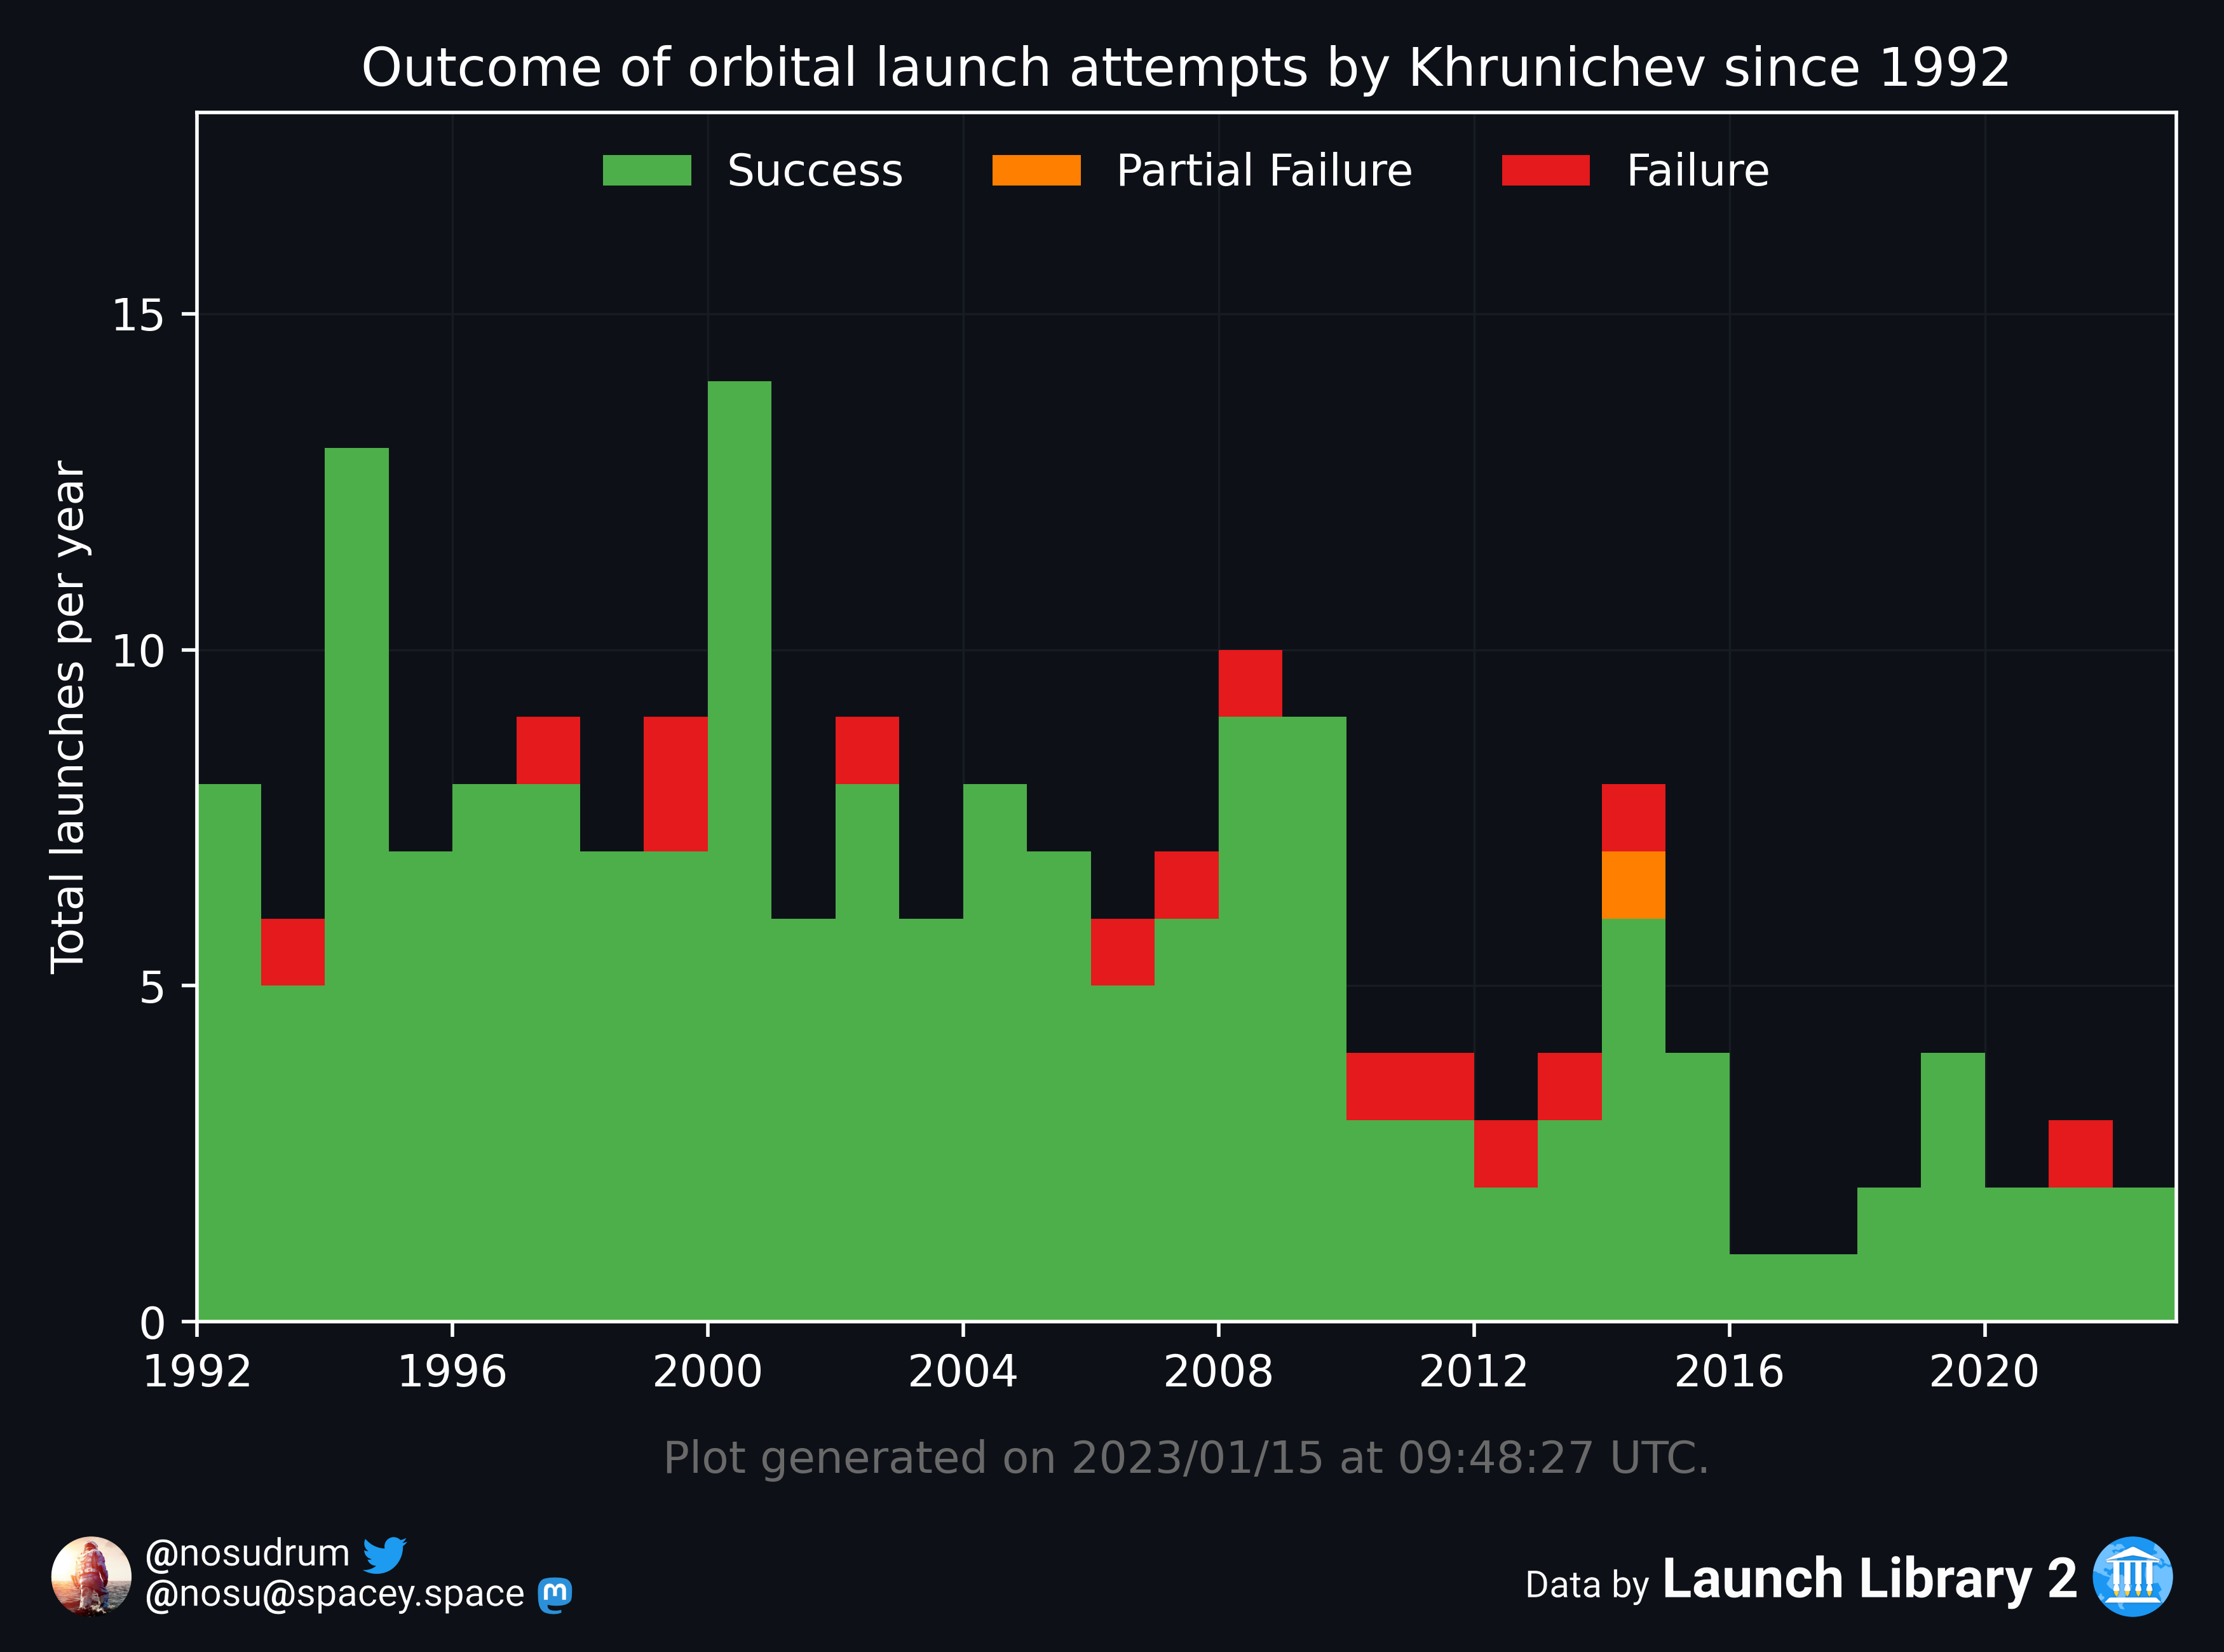 Outcome of orbital launch attempts by Khrunichev since 1992
Success
Partial Failure
Failure
Total launches per year
15
10
5
0
1992
1996
2000
2004
2008
2012
2016
2020
Plot generated on 2023/01/15 at 09:48:27 UTC.
@nosudrum
@nosu@spacey.space
Data by Launch Library 2